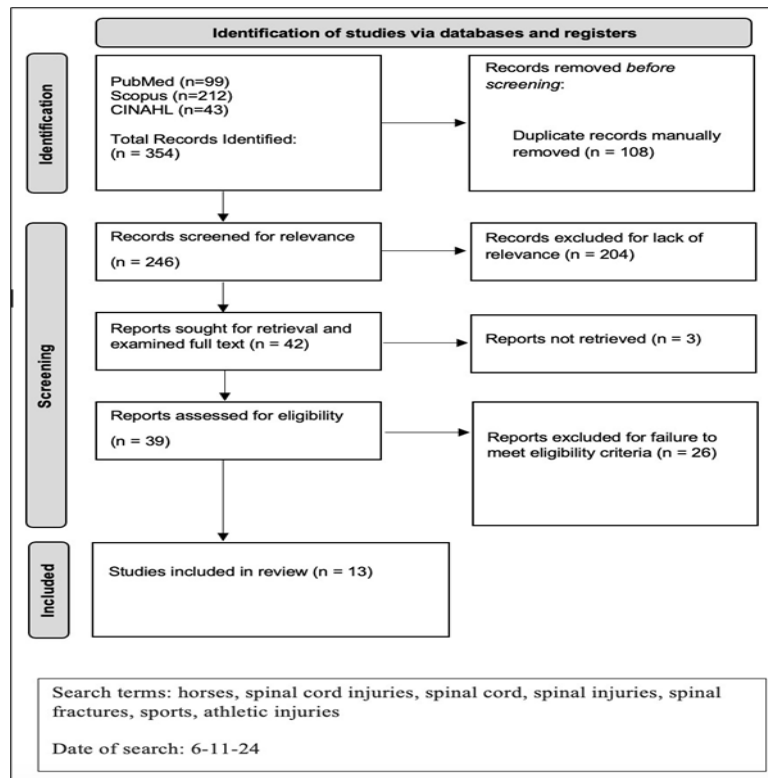 Identification of studies via databases and registers
Identification
PubMed (n=99)
Scopus (n=212)
CINAHL (n=43)
Total Records Identified:
(n = 354)
Records removed before
screening:
Duplicate records manually
removed (n = 108)
Screening
Records screened for relevance
(n = 246)
Records excluded for lack of
relevance (n = 204)
Reports sought for retrieval and
examined full text (n = 42)
Reports not retrieved (n = 3)
Reports assessed for eligibility
(n = 39)
Reports excluded for failure to
meet eligibility criteria (n = 26)
Included
Studies included in review (n = 13)
Search terms: horses, spinal cord injuries, spinal cord, spinal injuries, spinal
fractures, sports, athletic injuries
Date of search: 6-11-24